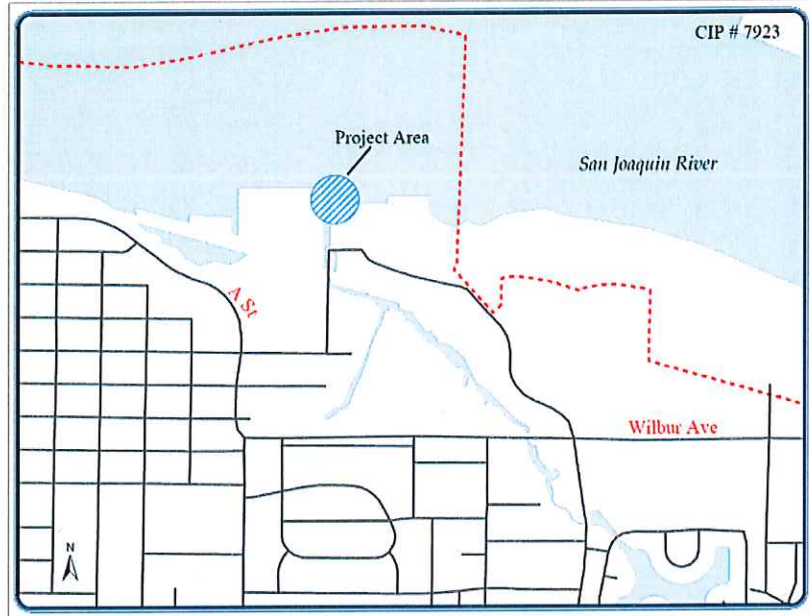 CIP # 7923
Project Area
San Joaquin River
A St
Wilbur Ave
N